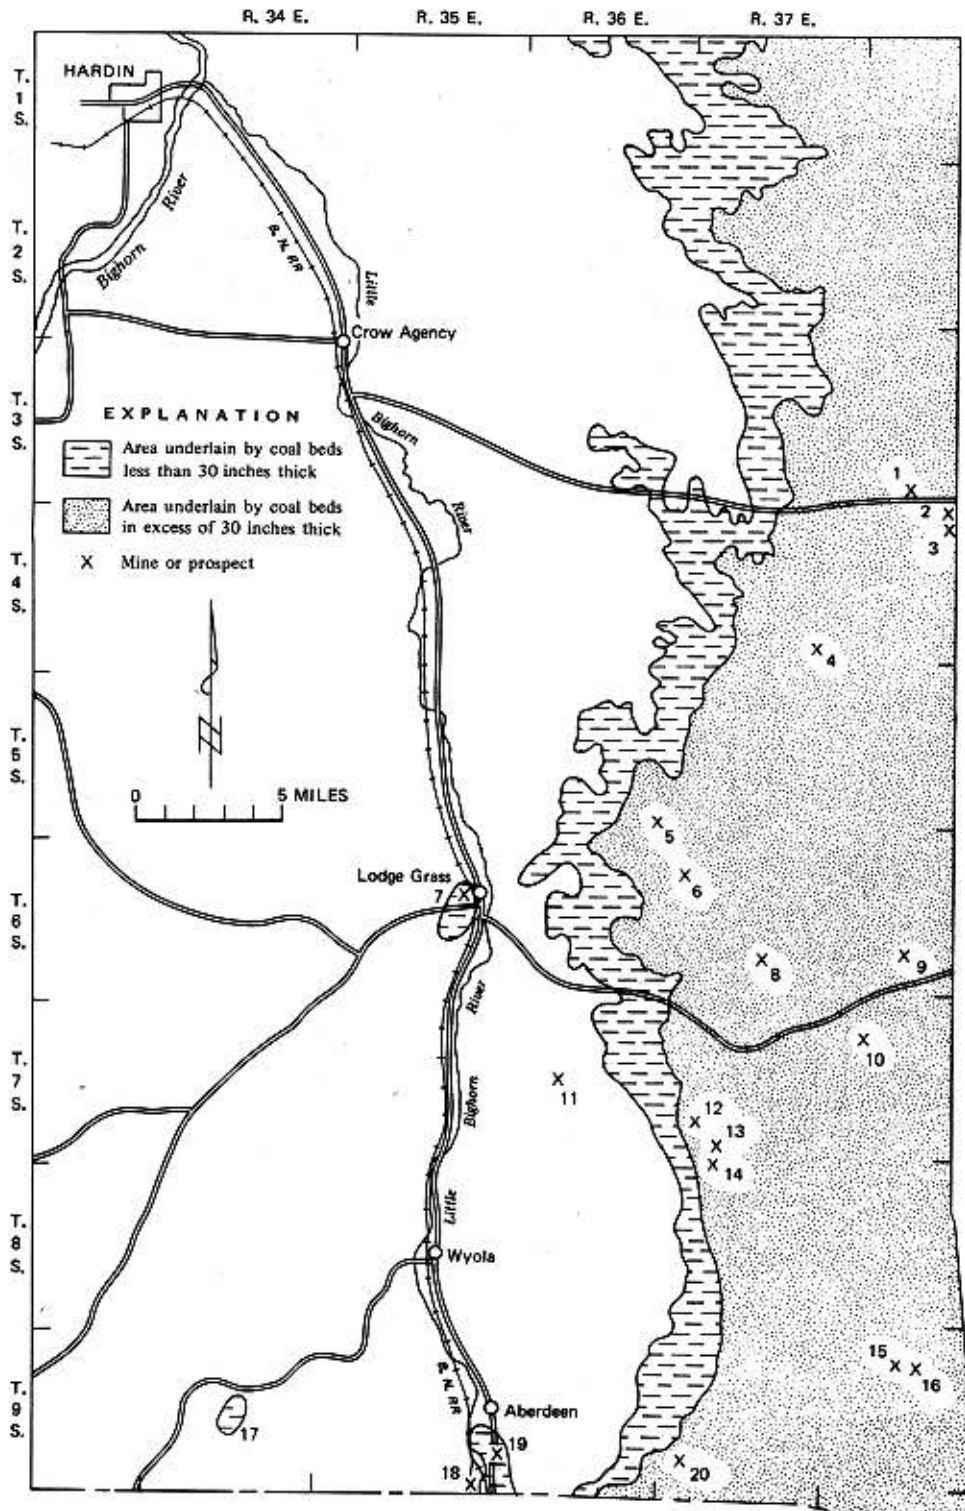 R. 34 E. R. 35 E. R. 36 E. R. 37 E.
T. 1 S.
HARDIN
Bighorn River
T. 2 S.
B. N. RR
Little
Crow Agency
T. 3 S.
EXPLANATION
Area underlain by coal beds
less than 30 inches thick
Area underlain by coal beds
in excess of 30 inches thick
X Mine or prospect
Bighorn
River
1
2
3
T. 4 S.
4
N
T. 5 S.
0 5 MILES
5
6
Lodge Grass
7
T. 6 S.
8
9
River
10
T. 7 S.
11
Bighorn
12
13
14
Little
T. 8 S.
Wyola
15
16
B. N. RR
T. 9 S.
Aberdeen
17
19
18
20